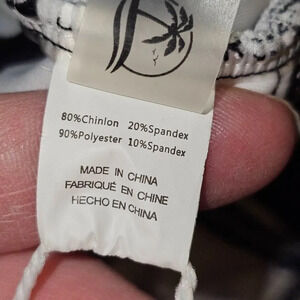 80%Chinlon 20%Spandex
90%Polyester 10%Spandex
MADE IN CHINA
FABRIQUÉ EN CHINE
HECHO EN CHINA